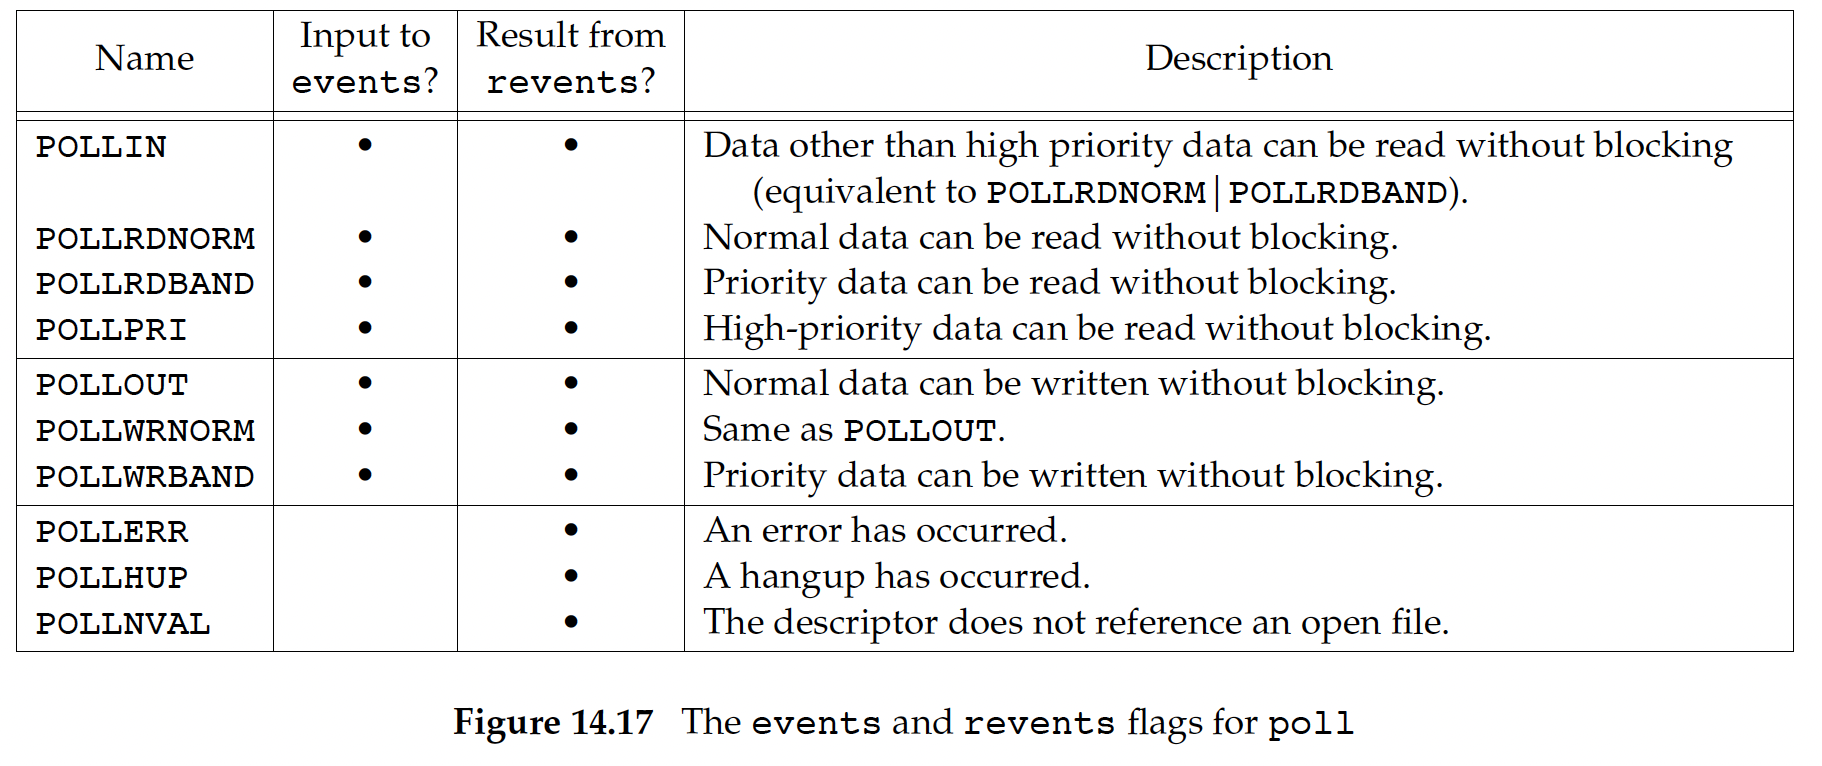 Name Input to events? Result from revents? Description
POLLIN • • Data other than high priority data can be read without blocking
(equivalent to POLLRDNORM|POLLRDBAND).
POLLRDNORM • • Normal data can be read without blocking.
POLLRDBAND • • Priority data can be read without blocking.
POLLPRI • • High-priority data can be read without blocking.
POLLOUT • • Normal data can be written without blocking.
POLLWRNORM • • Same as POLLOUT.
POLLWRBAND • • Priority data can be written without blocking.
POLLERR • An error has occurred.
POLLHUP • A hangup has occurred.
POLLNVAL • The descriptor does not reference an open file.
Figure 14.17 The events and revents flags for poll